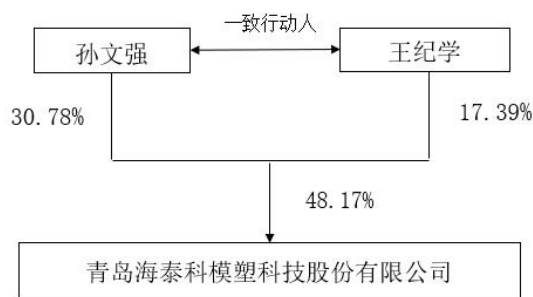 一致行动人
孙文强
王纪学
30.78%
17.39%
48.17%
青岛海泰科模塑科技股份有限公司